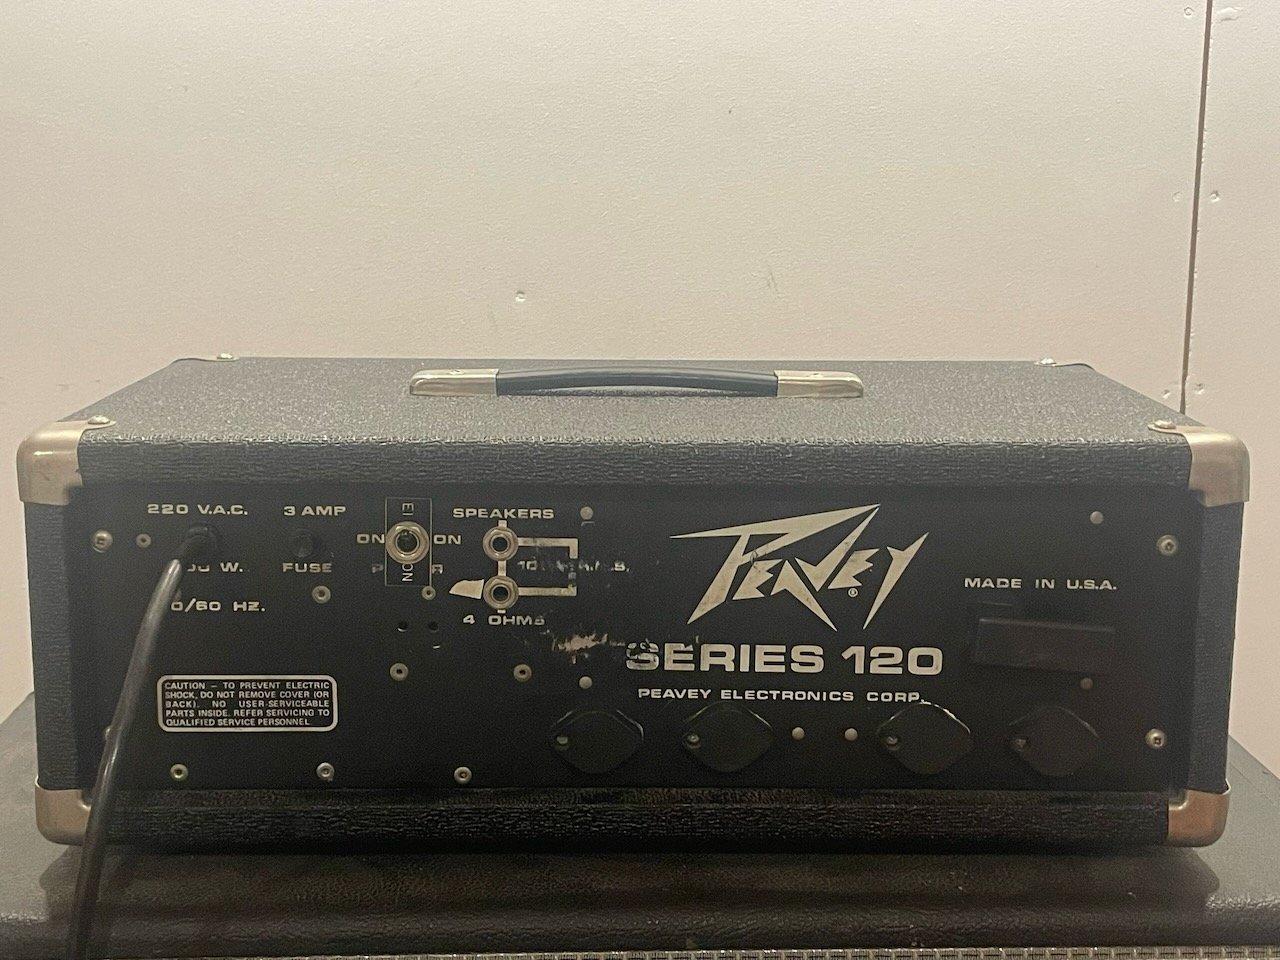 220 V.A.C.
3 AMP
FUSE
ON
ON
SPEAKERS
4 OHMS
0/60 HZ.
PEAVEY
®
SERIES 120
PEAVEY ELECTRONICS CORP.
MADE IN U.S.A.
CAUTION – TO PREVENT ELECTRIC
SHOCK, DO NOT REMOVE COVER (OR
BACK). NO USER-SERVICEABLE
PARTS INSIDE. REFER SERVICING TO
QUALIFIED SERVICE PERSONNEL